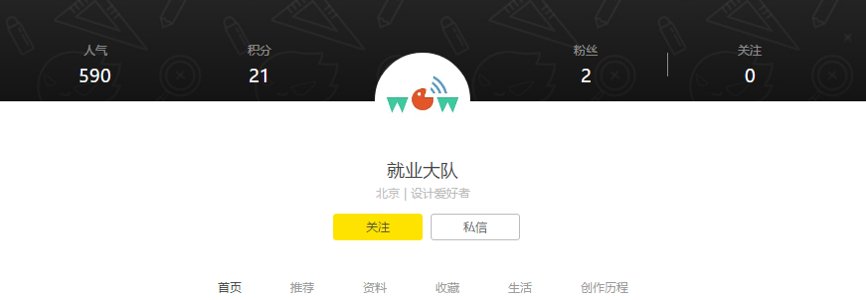 人气 积分 粉丝 关注
590 21 2 0
WOW
就业大队
北京 | 设计爱好者
关注 私信
首页 推荐 资料 收藏 生活 创作历程